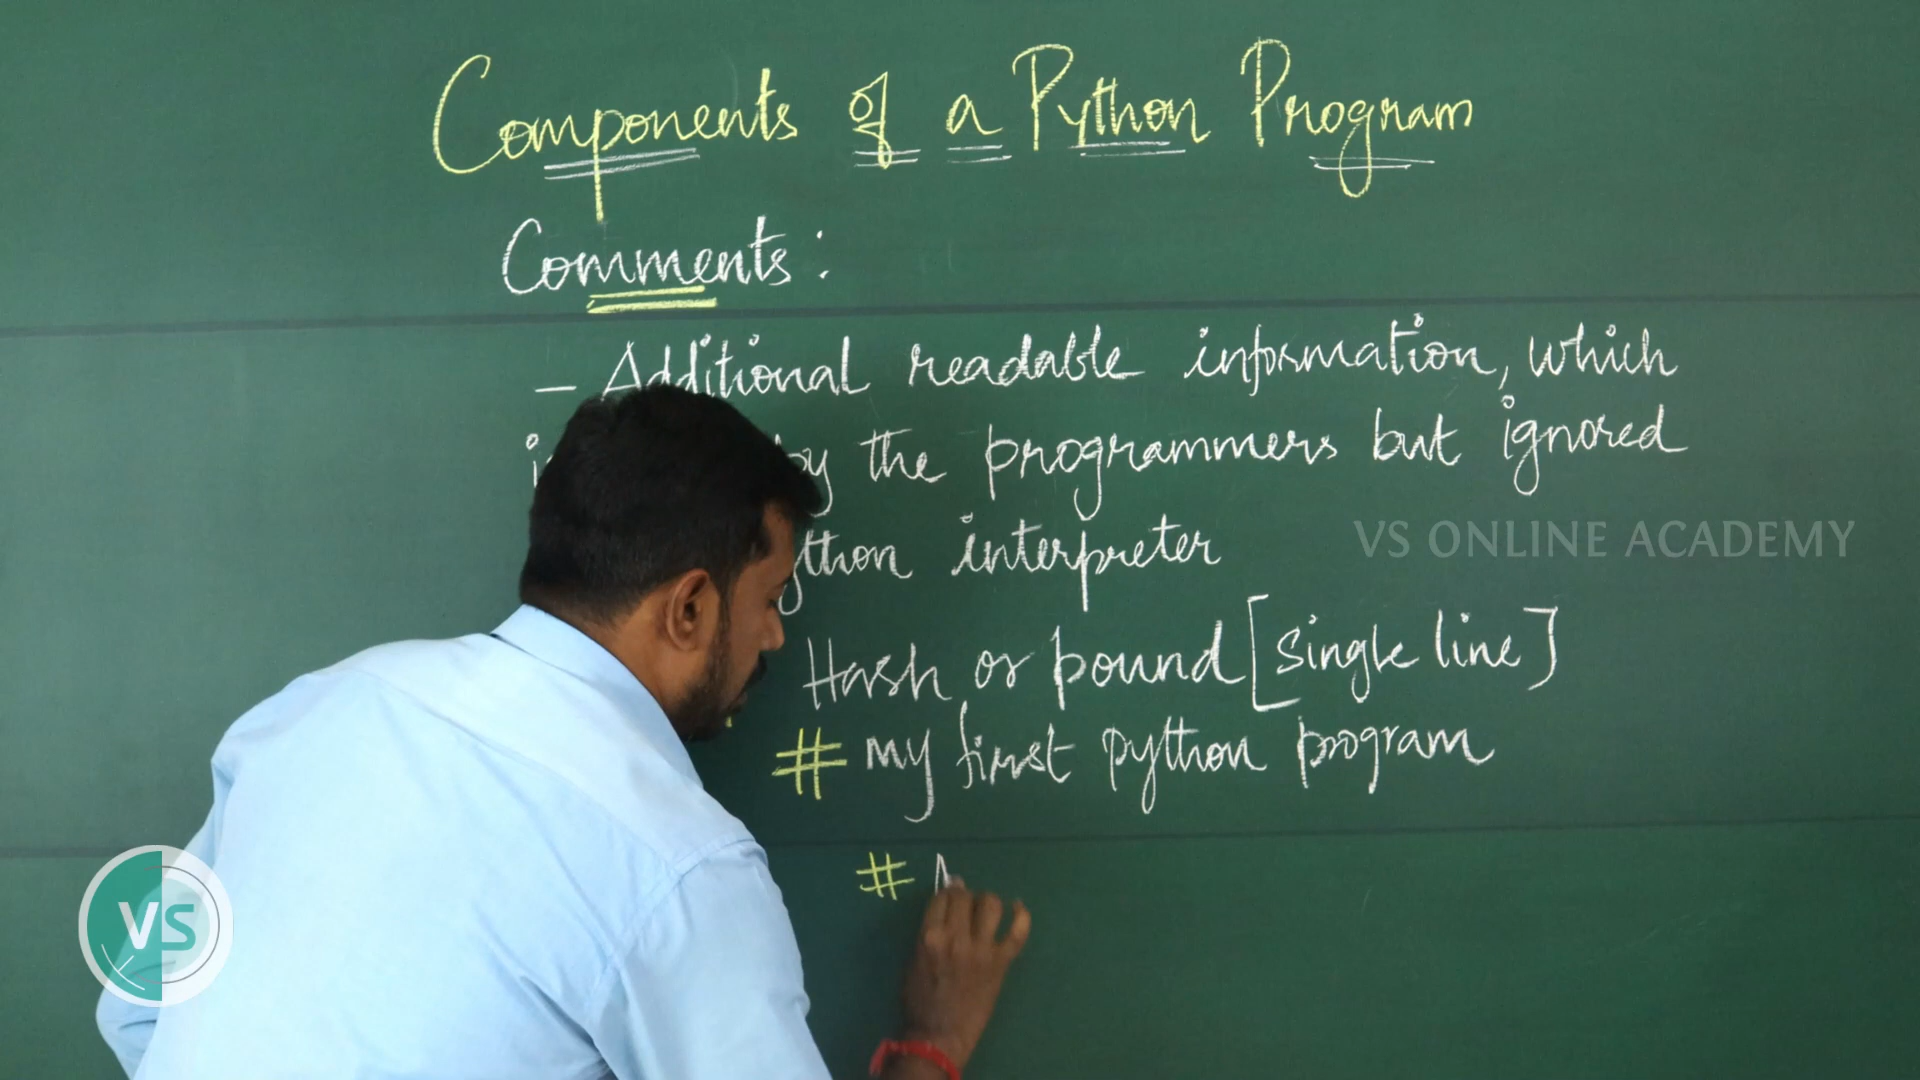 Components of a Python Program
Comments :
– Additional readable information, which
by the programmers but ignored
interpreter
Hash or pound [single line]
# my first python program
#
VS ONLINE ACADEMY
VS